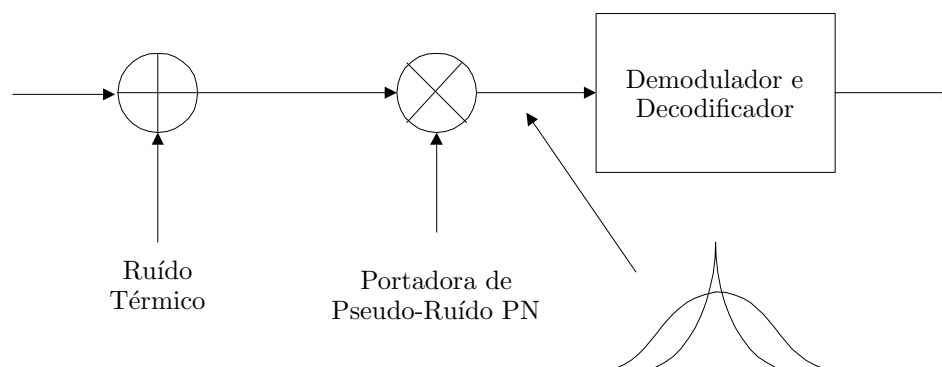 Demodulador e
Decodificador
Ruído
Térmico
Portadora de
Pseudo-Ruído PN